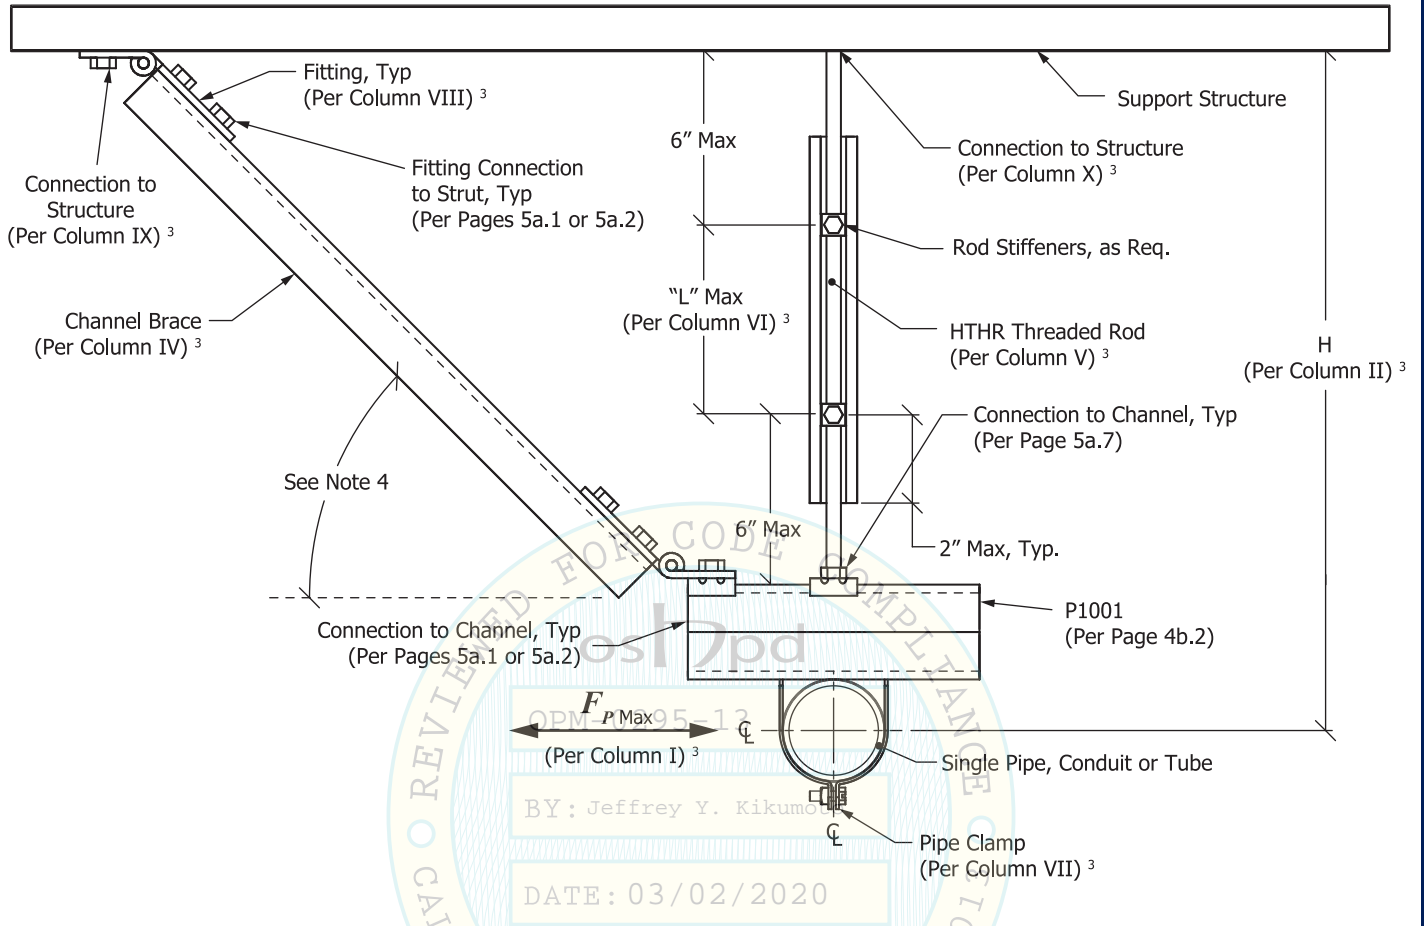 Fitting, Typ
(Per Column VIII) 3
Support Structure
6" Max
Connection to Structure
(Per Column X) 3
Fitting Connection
to Strut, Typ
(Per Pages 5a.1 or 5a.2)
Connection to
Structure
(Per Column IX) 3
Rod Stiffeners, as Req.
"L" Max
(Per Column VI) 3
Channel Brace
(Per Column IV) 3
HTHR Threaded Rod
(Per Column V) 3
H
(Per Column II) 3
Connection to Channel, Typ
(Per Page 5a.7)
See Note 4
6" Max
2" Max, Typ.
P1001
(Per Page 4b.2)
Connection to Channel, Typ
(Per Pages 5a.1 or 5a.2)
REVIEWED FOR CODE COMPLIANCE
oshpd
FP Max
OPM-0295-13
(Per Column I) 3
℄
Single Pipe, Conduit or Tube
BY: Jeffrey Y.
℄
Pipe Clamp
(Per Column VII) 3
DATE: 03/02/2020